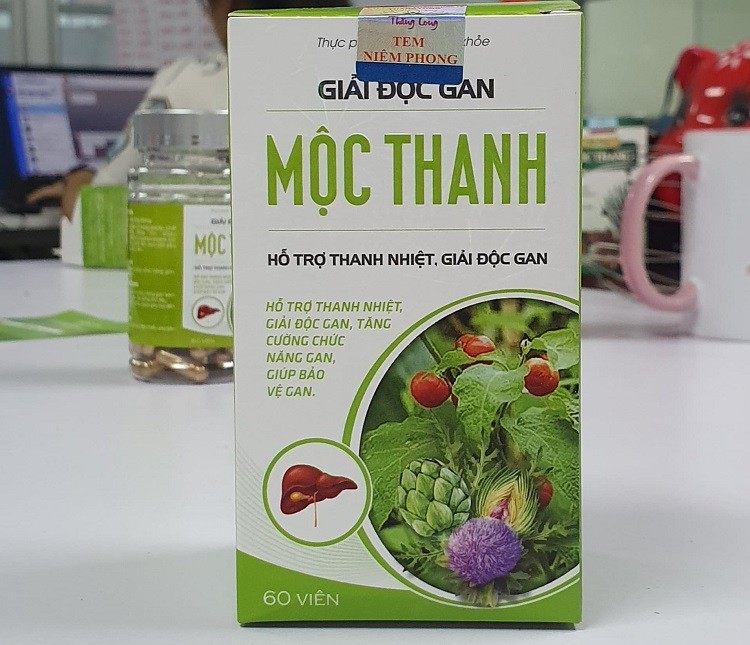 Thăng Long
Thực p khỏe
TEM
NIÊM PHONG
GIẢI ĐỘC GAN
MỘC THANH
HỖ TRỢ THANH NHIỆT, GIẢI ĐỘC GAN
HỖ TRỢ THANH NHIỆT,
GIẢI ĐỘC GAN, TĂNG
CƯỜNG CHỨC
NĂNG GAN,
GIÚP BẢO
VỆ GAN.
60 VIÊN
MỘC T